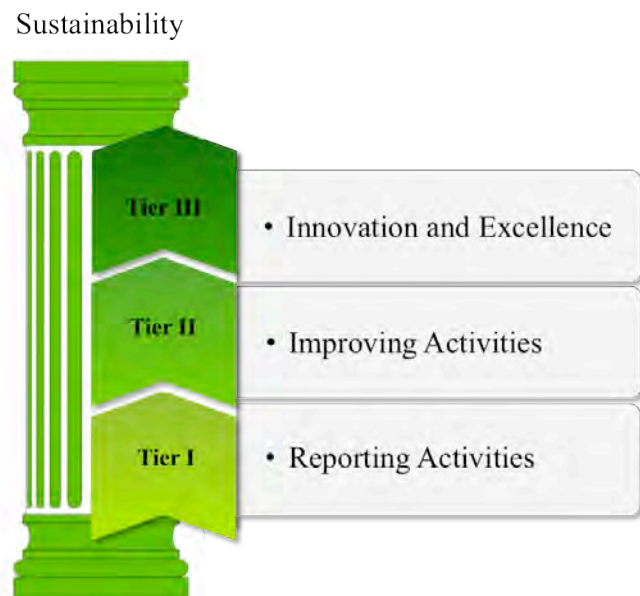 Sustainability
Tier III
• Innovation and Excellence
Tier II
• Improving Activities
Tier I
• Reporting Activities